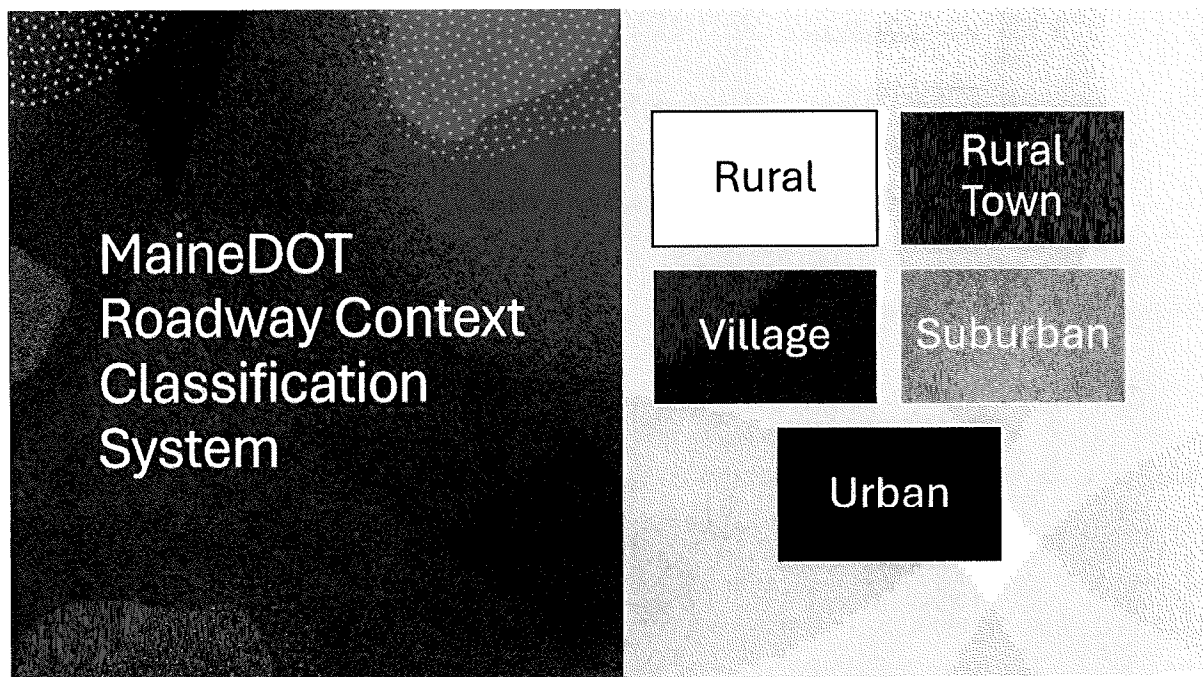 MaineDOT
Roadway Context
Classification
System
Rural
Rural
Town
Village
Suburban
Urban